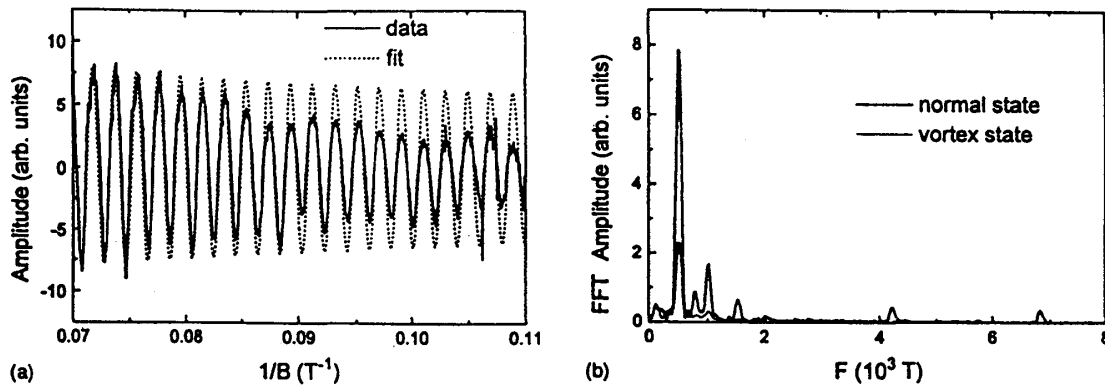 data
fit
Amplitude (arb. units)
10
5
0
-5
-10
0.07
0.08
0.09
0.10
0.11
1/B (T⁻¹)
(a)
normal state
vortex state
FFT Amplitude (arb. units)
8
6
4
2
0
0
2
4
6
8
F (10³ T)
(b)